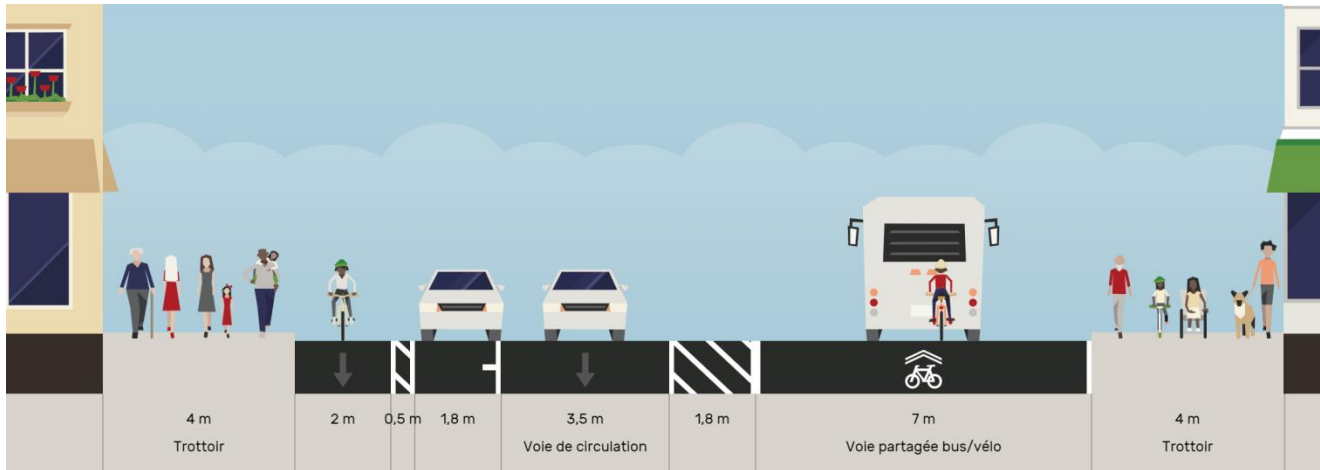 4 m
2 m
0,5 m
1,8 m
3,5 m
1,8 m
7 m
4 m
Trottoir
Voie de circulation
Voie partagée bus/vélo
Trottoir